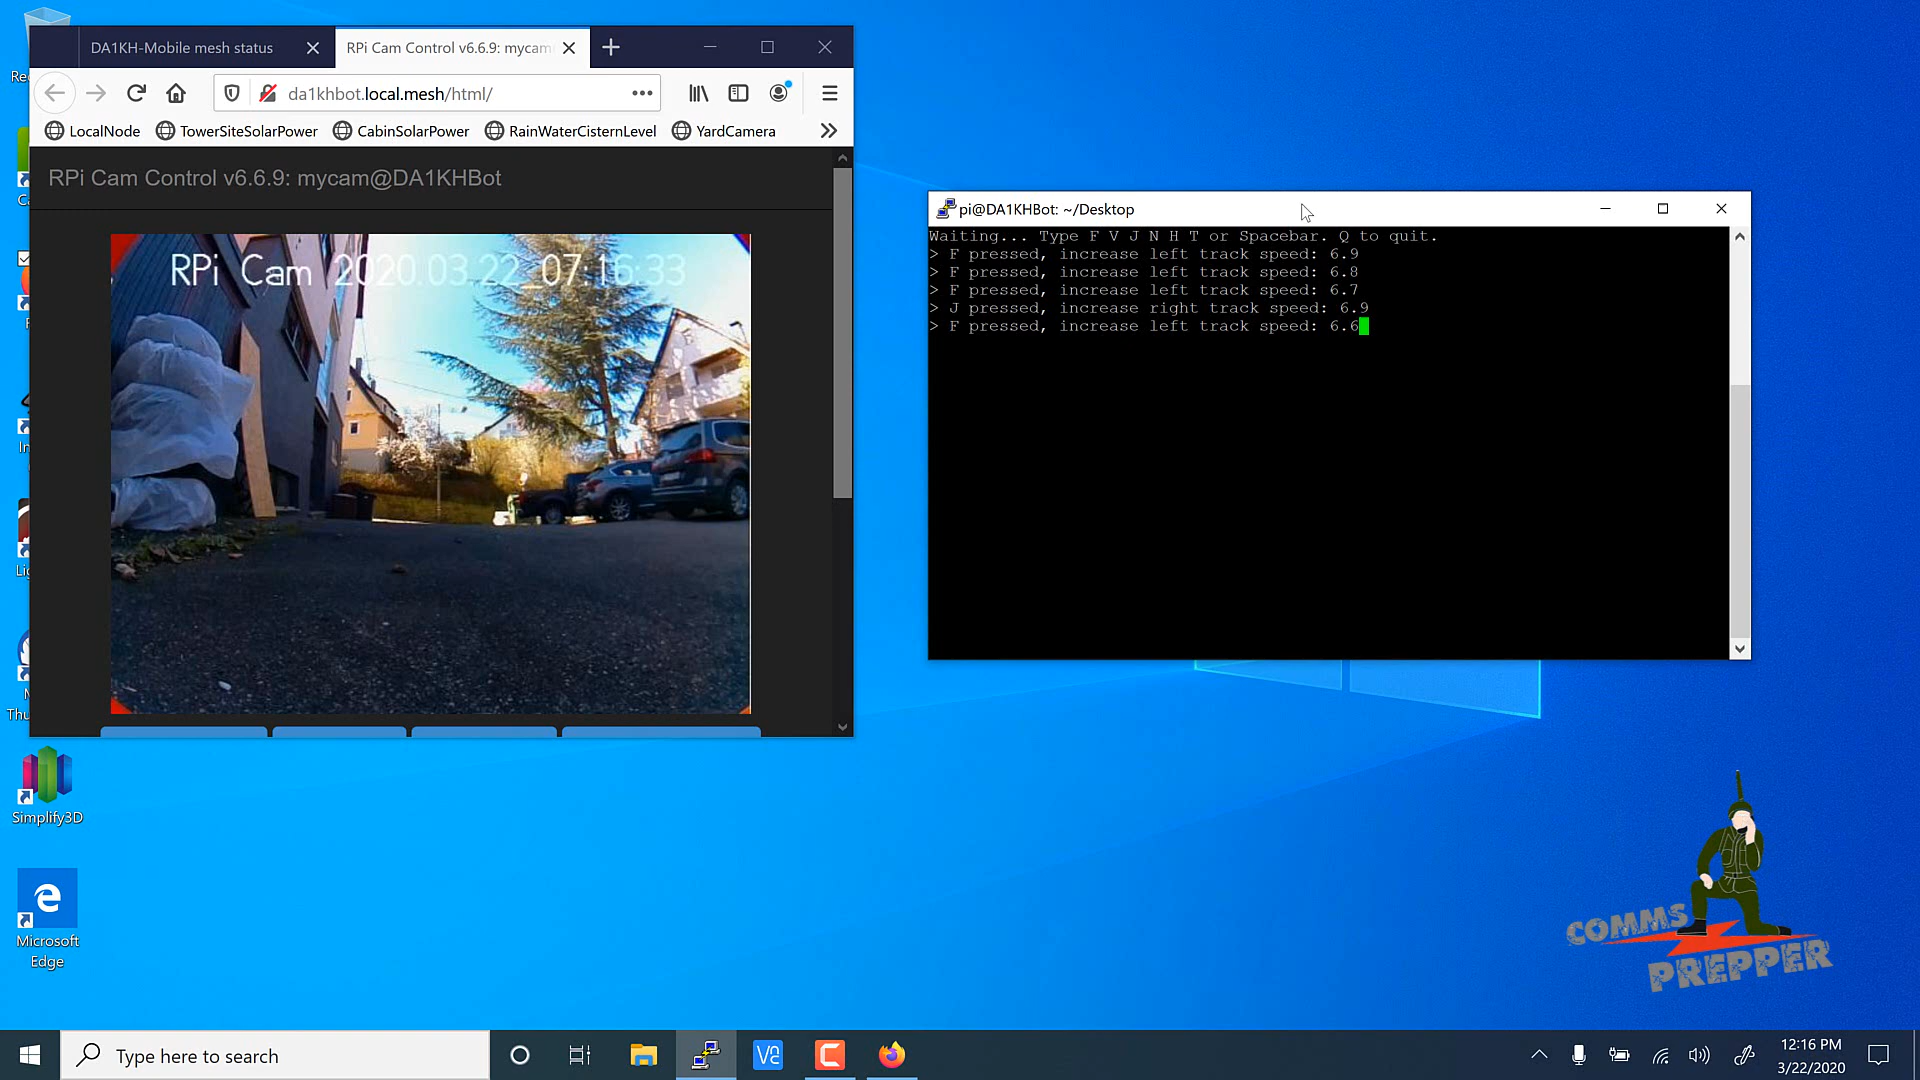 DA1KH-Mobile mesh status
RPi Cam Control v6.6.9: mycam
da1khbot.local.mesh/html/
LocalNode
TowerSiteSolarPower
CabinSolarPower
RainWaterCisternLevel
YardCamera
RPi Cam Control v6.6.9: mycam@DA1KHBot
RPi Cam 2020.03.22_07:16:33
pi@DA1KHBot: ~/Desktop
Waiting... Type F V J N H T or Spacebar. Q to quit.
> F pressed, increase left track speed: 6.9
> F pressed, increase left track speed: 6.8
> F pressed, increase left track speed: 6.7
> J pressed, increase right track speed: 6.9
> F pressed, increase left track speed: 6.6
Simplify3D
Microsoft
Edge
COMMS
PREPPER
Type here to search
12:16 PM
3/22/2020